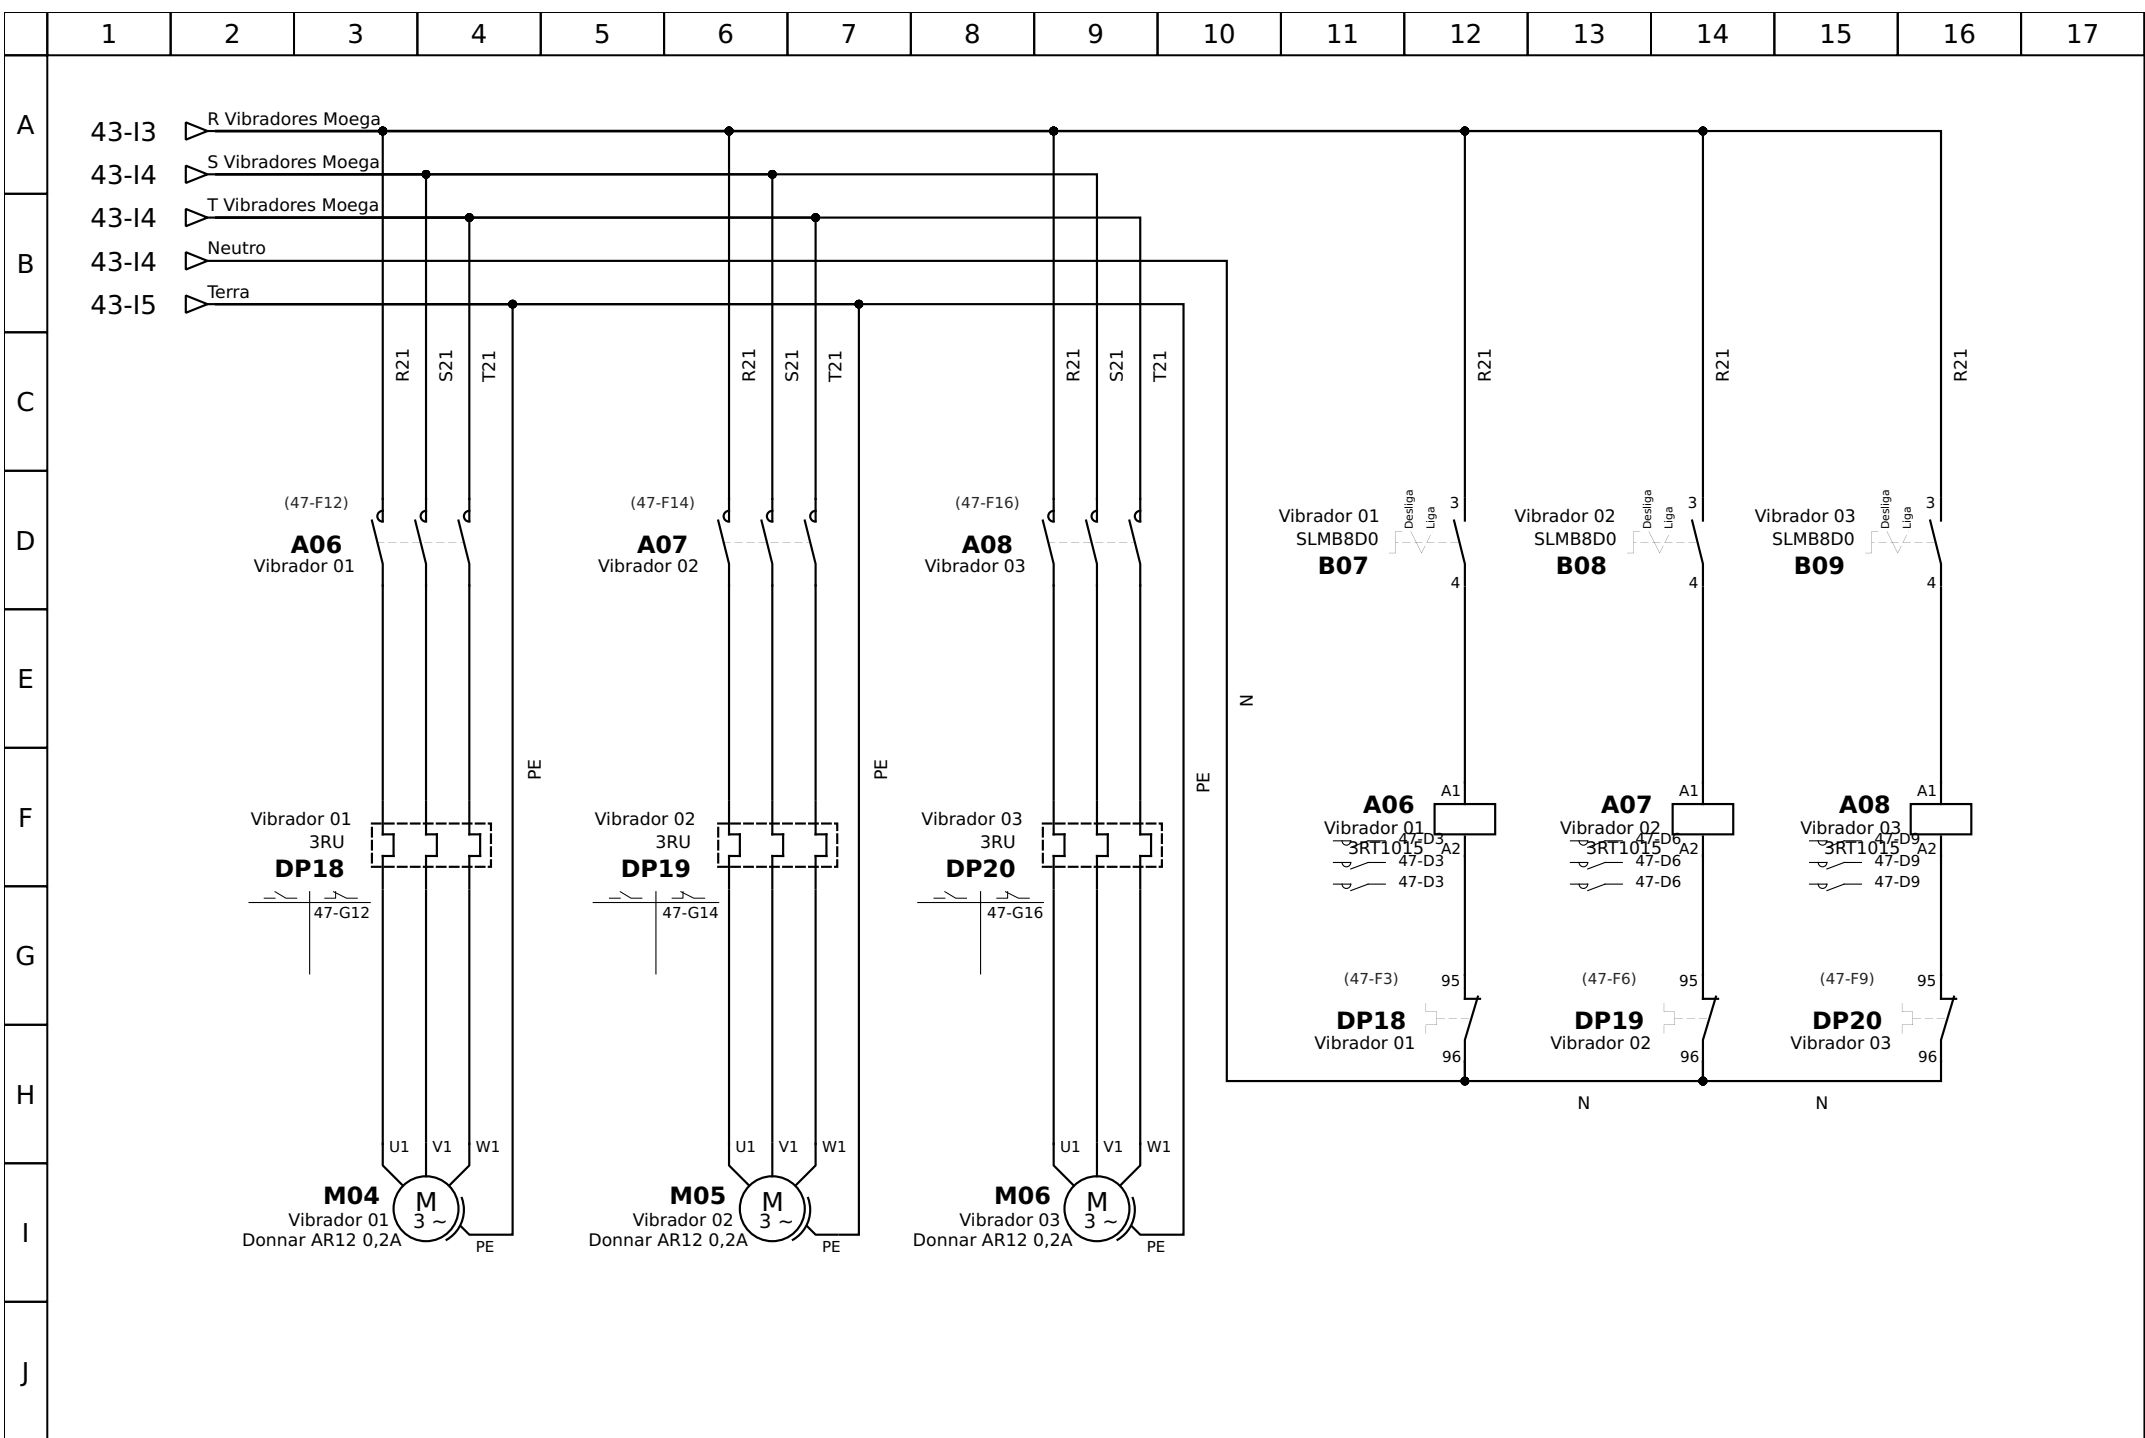 1 2 3 4 5 6 7 8 9 10 11 12 13 14 15 16 17
A
B
C
D
E
F
G
H
I
J
43-I3 R Vibradores Moega
43-I4 S Vibradores Moega
43-I4 T Vibradores Moega
43-I4 Neutro
43-I5 Terra
R21 S21 T21 R21 S21 T21 R21 S21 T21 R21 R21 R21
(47-F12)
A06
Vibrador 01
(47-F14)
A07
Vibrador 02
(47-F16)
A08
Vibrador 03
Vibrador 01
SLMB8D0
B07
Desliga
Liga
3
4
Vibrador 02
SLMB8D0
B08
Desliga
Liga
3
4
Vibrador 03
SLMB8D0
B09
Desliga
Liga
3
4
PE PE PE N
Vibrador 01
3RU
DP18
47-G12
Vibrador 02
3RU
DP19
47-G14
Vibrador 03
3RU
DP20
47-G16
A1
A06
Vibrador 01
47-D3
3RT1015 A2
47-D3
47-D3
A1
A07
Vibrador 02
47-D6
3RT1015 A2
47-D6
47-D6
A1
A08
Vibrador 03
47-D9
3RT1015 A2
47-D9
47-D9
(47-F3) 95
DP18
Vibrador 01
96
(47-F6) 95
DP19
Vibrador 02
96
(47-F9) 95
DP20
Vibrador 03
96
N N
U1 V1 W1
M04
Vibrador 01
Donnar AR12 0,2A
M
3 ~
PE
U1 V1 W1
M05
Vibrador 02
Donnar AR12 0,2A
M
3 ~
PE
U1 V1 W1
M06
Vibrador 03
Donnar AR12 0,2A
M
3 ~
PE